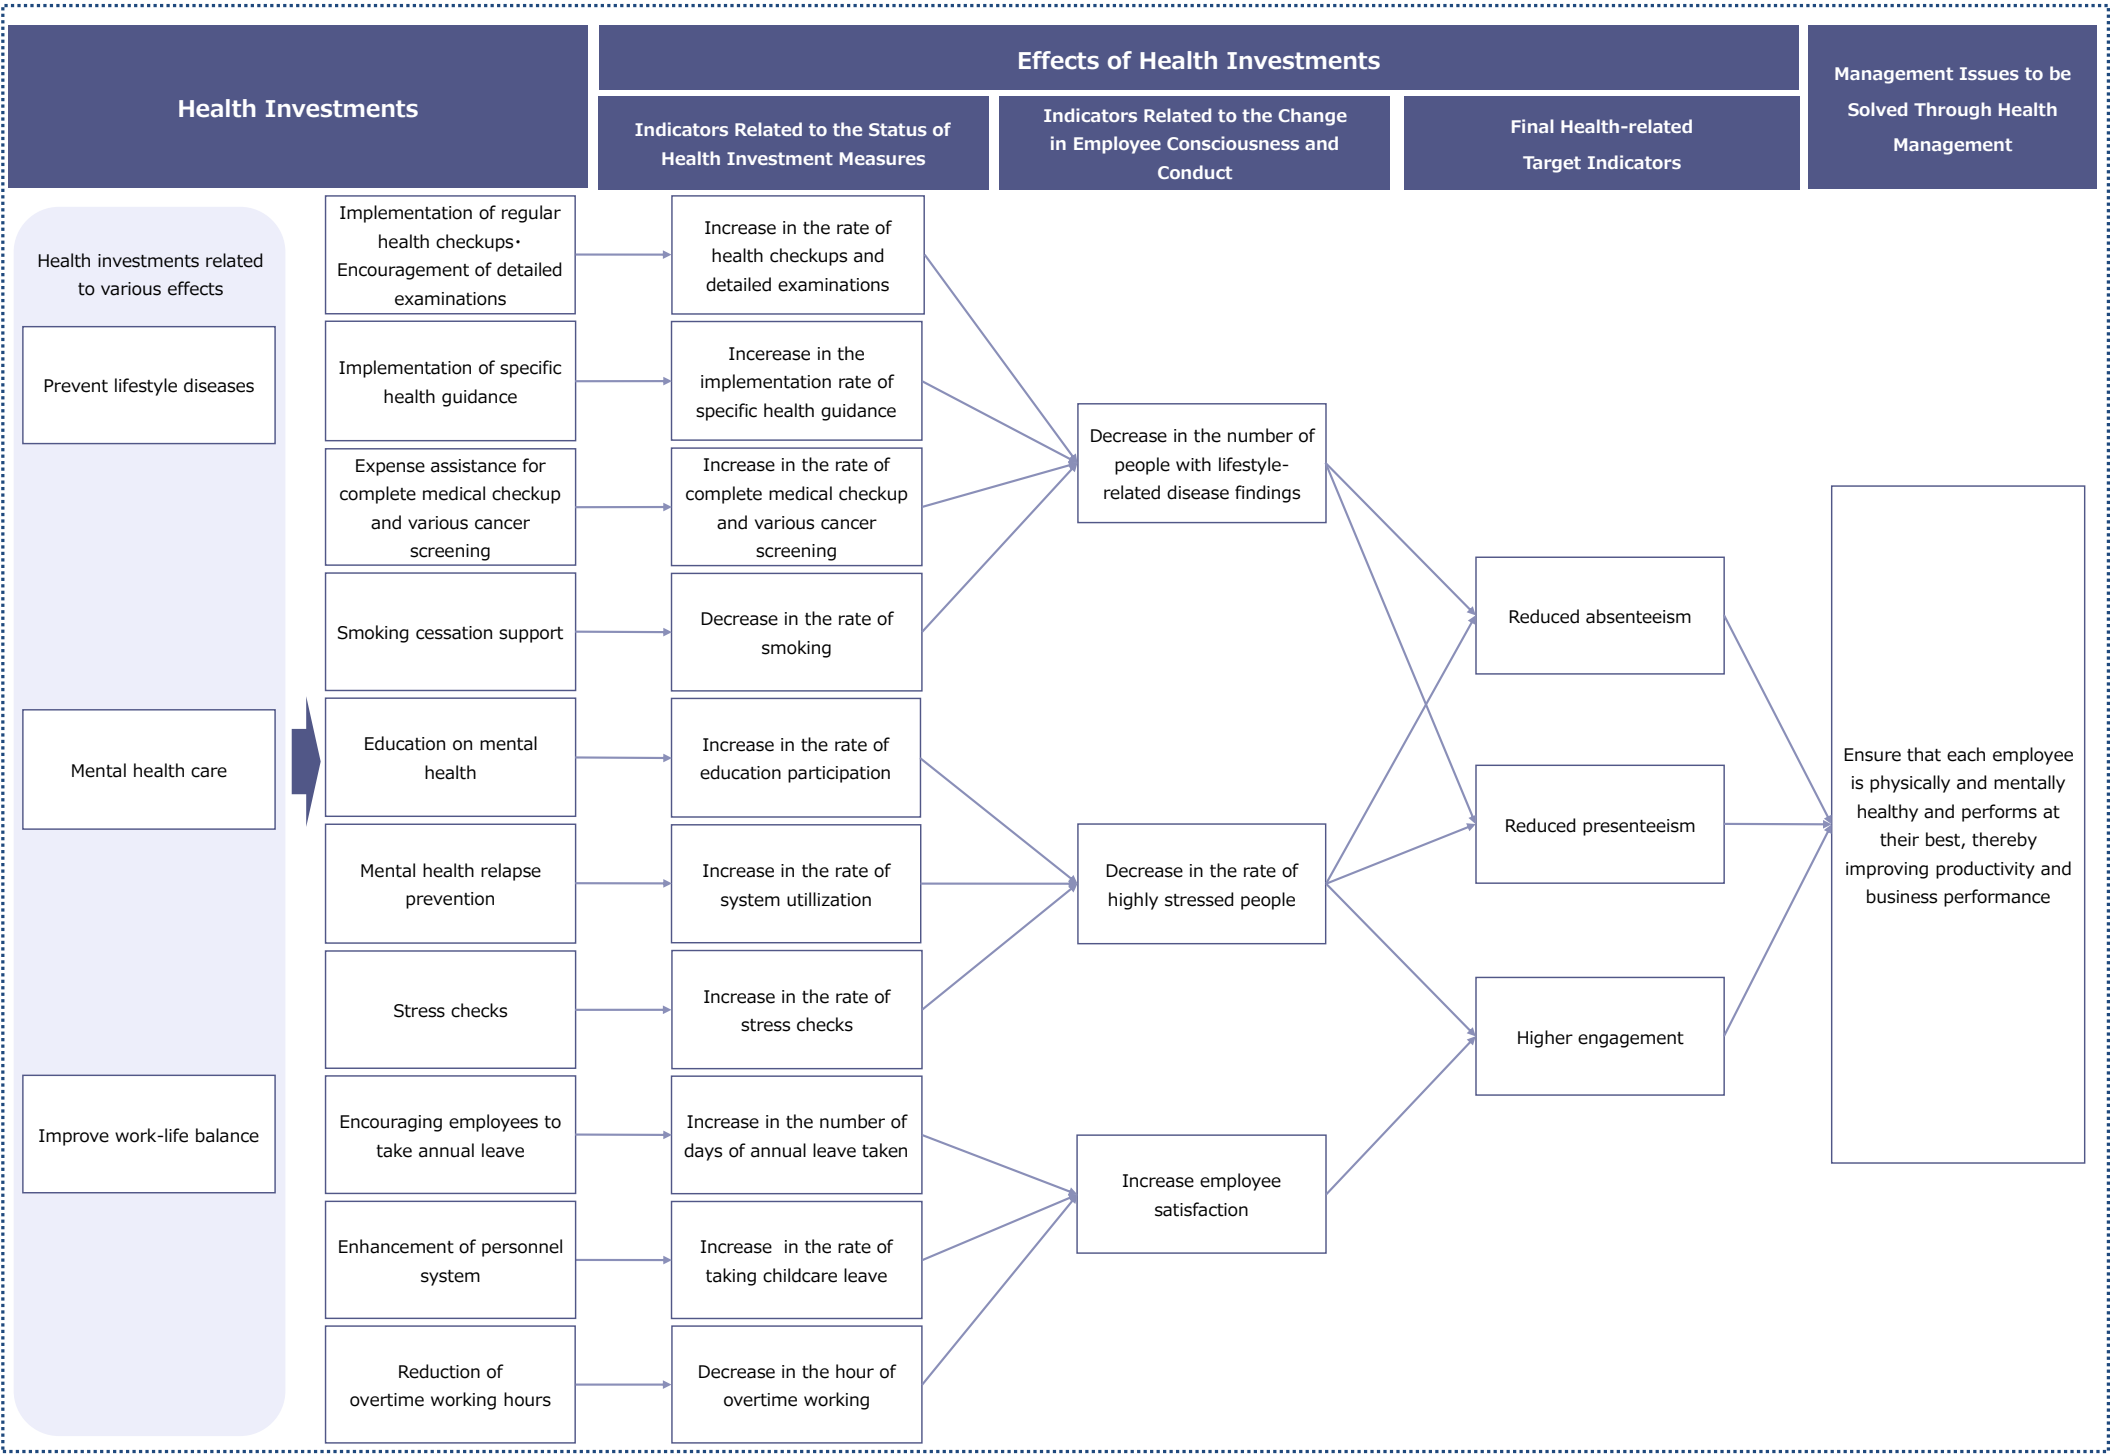 Health Investments
Effects of Health Investments
Indicators Related to the Status of
Health Investment Measures
Indicators Related to the Change
in Employee Consciousness and
Conduct
Final Health-related
Target Indicators
Management Issues to be
Solved Through Health
Management
Health investments related
to various effects
Prevent lifestyle diseases
Mental health care
Improve work-life balance
Implementation of regular
health checkups・
Encouragement of detailed
examinations
Implementation of specific
health guidance
Expense assistance for
complete medical checkup
and various cancer
screening
Smoking cessation support
Education on mental
health
Mental health relapse
prevention
Stress checks
Encouraging employees to
take annual leave
Enhancement of personnel
system
Reduction of
overtime working hours
Increase in the rate of
health checkups and
detailed examinations
Incerease in the
implementation rate of
specific health guidance
Increase in the rate of
complete medical checkup
and various cancer
screening
Decrease in the rate of
smoking
Increase in the rate of
education participation
Increase in the rate of
system utillization
Increase in the rate of
stress checks
Increase in the number of
days of annual leave taken
Increase  in the rate of
taking childcare leave
Decrease in the hour of
overtime working
Decrease in the number of
people with lifestyle-
related disease findings
Decrease in the rate of
highly stressed people
Increase employee
satisfaction
Reduced absenteeism
Reduced presenteeism
Higher engagement
Ensure that each employee
is physically and mentally
healthy and performs at
their best, thereby
improving productivity and
business performance